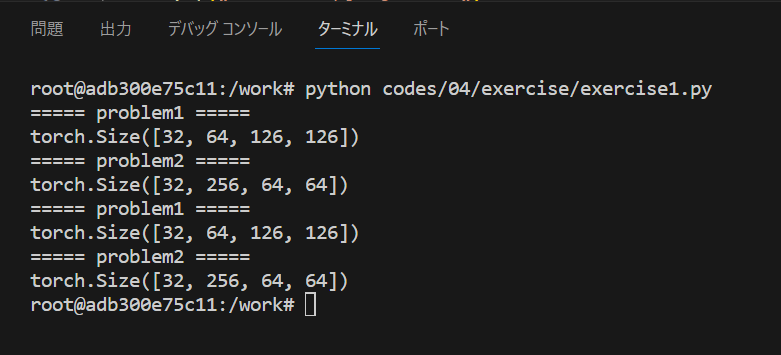 問題 出力 デバッグ コンソール ターミナル ポート
root@adb300e75c11:/work# python codes/04/exercise/exercise1.py
===== problem1 =====
torch.Size([32, 64, 126, 126])
===== problem2 =====
torch.Size([32, 256, 64, 64])
===== problem1 =====
torch.Size([32, 64, 126, 126])
===== problem2 =====
torch.Size([32, 256, 64, 64])
root@adb300e75c11:/work#